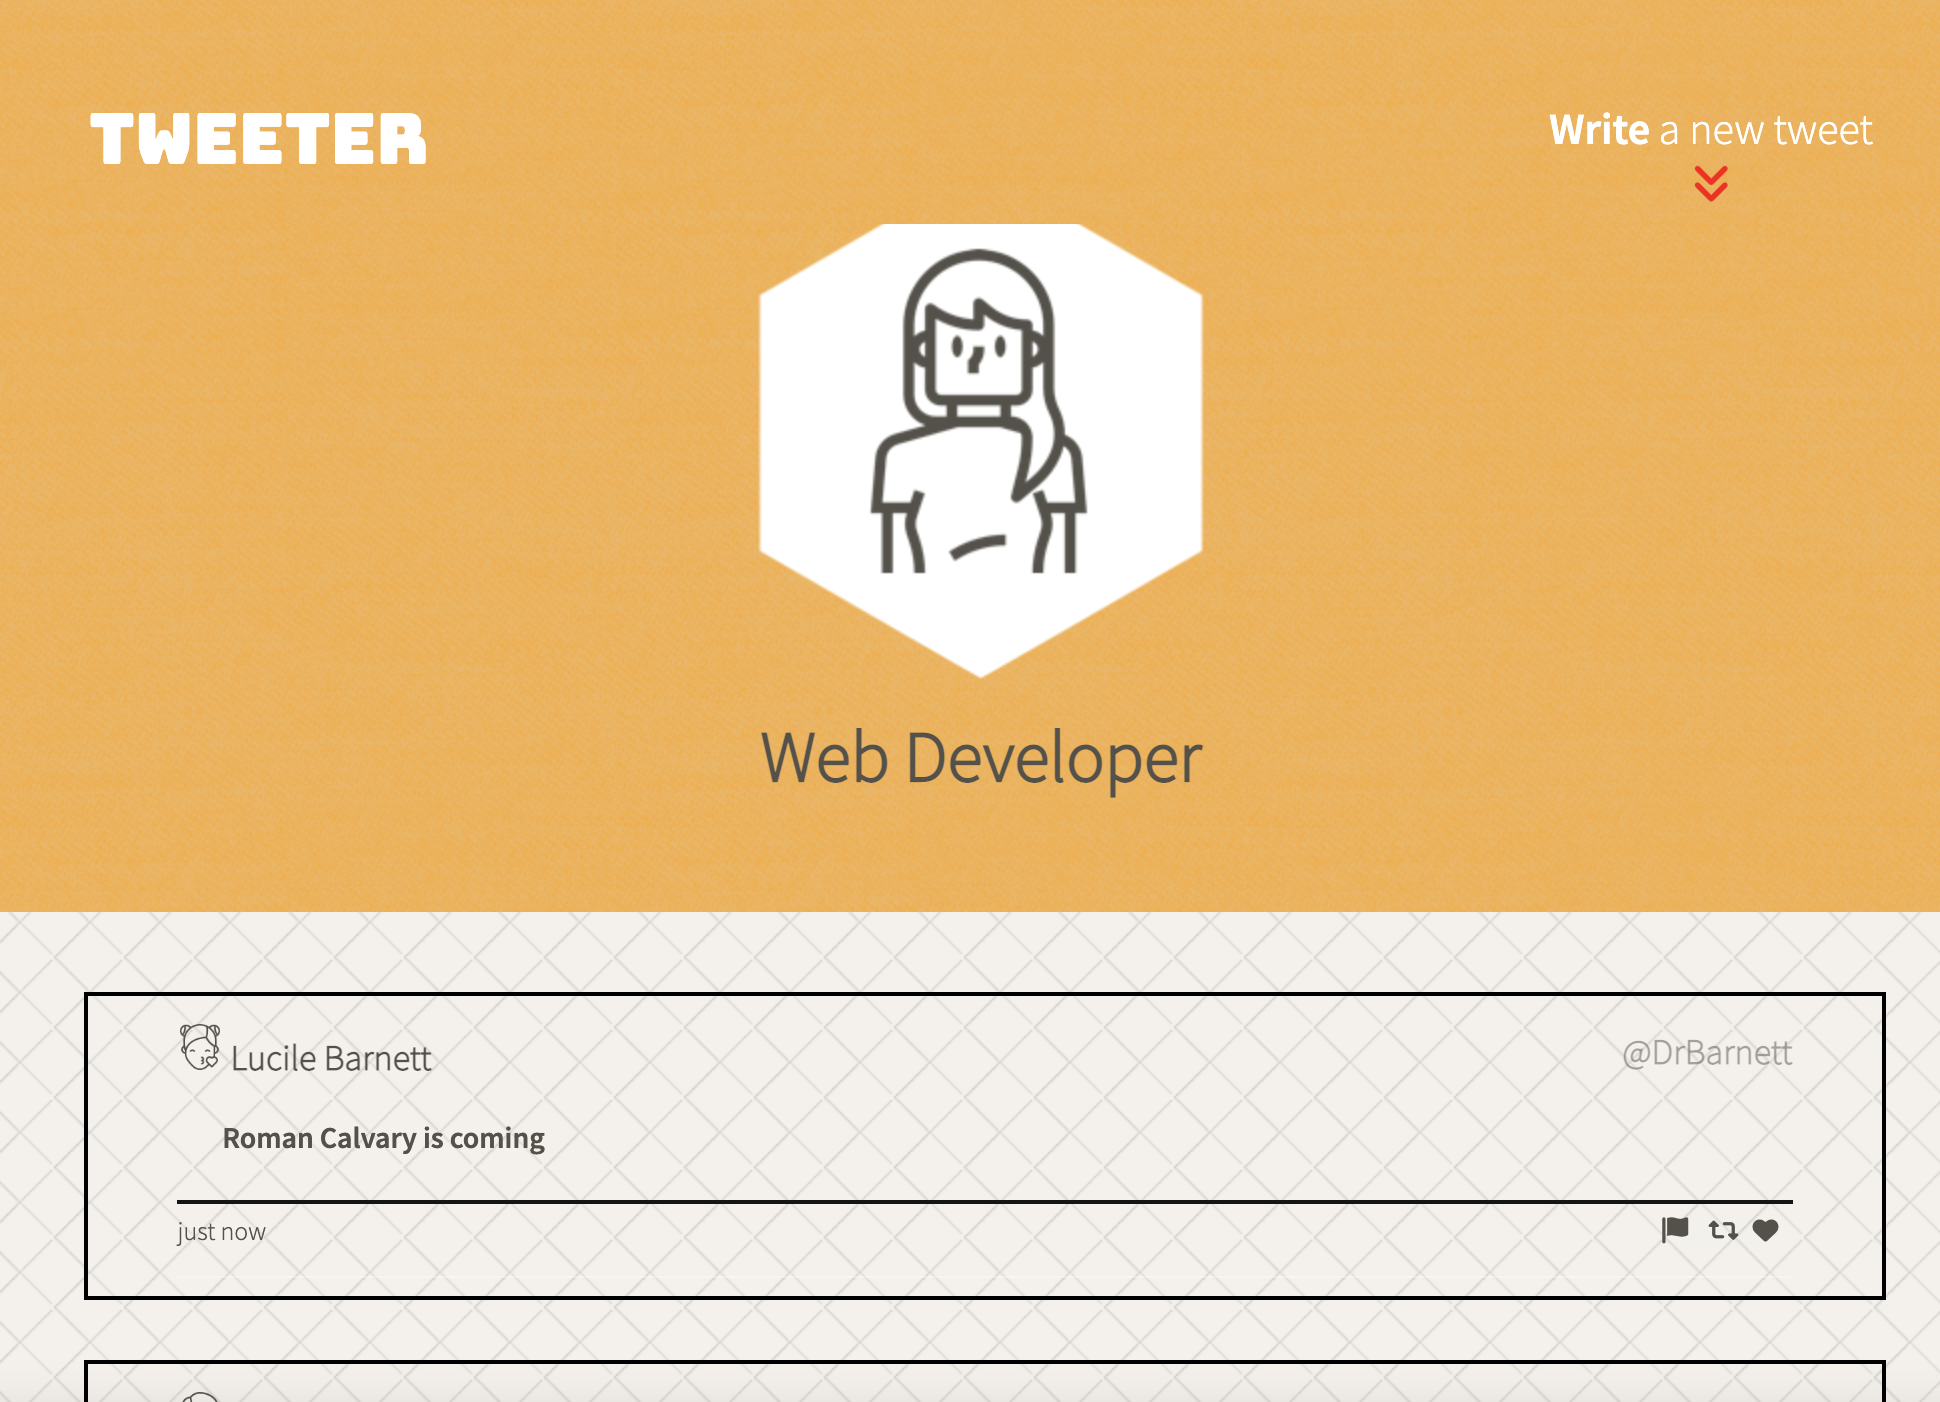 TWEETER
Write a new tweet
Web Developer
Lucile Barnett
@DrBarnett
Roman Calvary is coming
just now